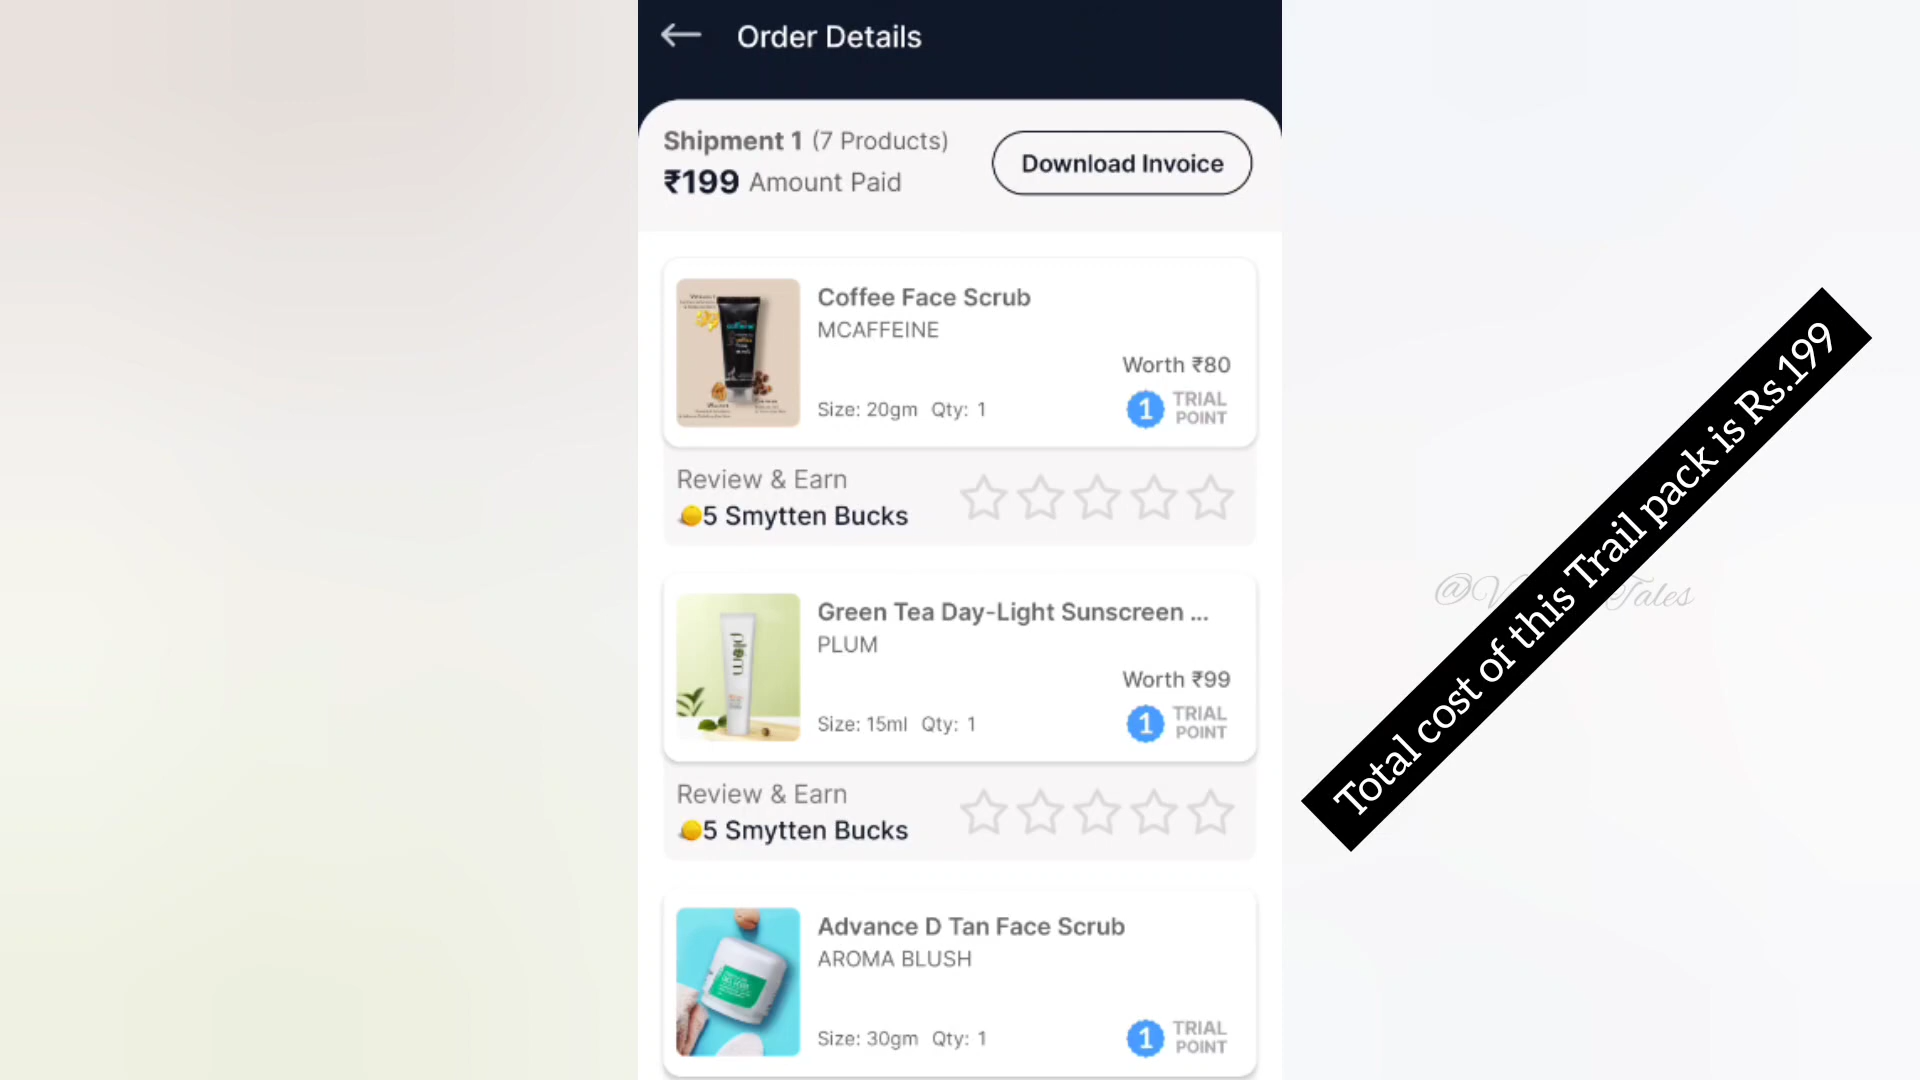 Order Details
Shipment 1 (7 Products)
₹199 Amount Paid
Download Invoice
Coffee Face Scrub
MCAFFEINE
Worth ₹80
Size: 20gm Qty: 1
1 TRIAL
POINT
Review & Earn
5 Smytten Bucks
Green Tea Day-Light Sunscreen ...
PLUM
plum
Worth ₹99
Size: 15ml Qty: 1
1 TRIAL
POINT
Review & Earn
5 Smytten Bucks
Advance D Tan Face Scrub
AROMA BLUSH
Size: 30gm Qty: 1
1 TRIAL
POINT
Total cost of this Trail pack is Rs.199
Tales